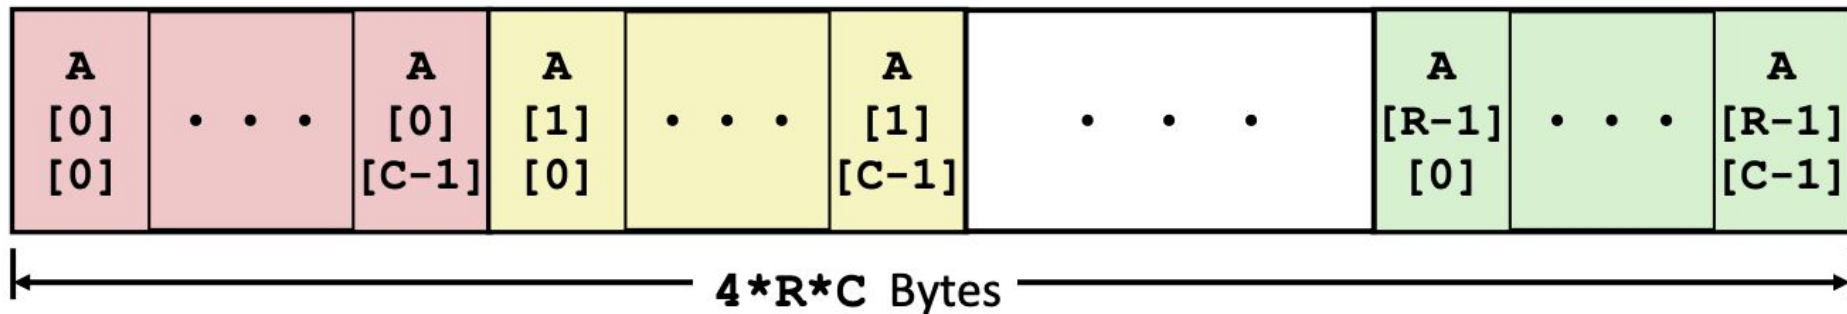 A A A A A A
[0] • • • [0] [1] • • • [1] • • • [R-1] • • • [R-1]
[0] [C-1] [0] [C-1] [0] [C-1]
4*R*C Bytes